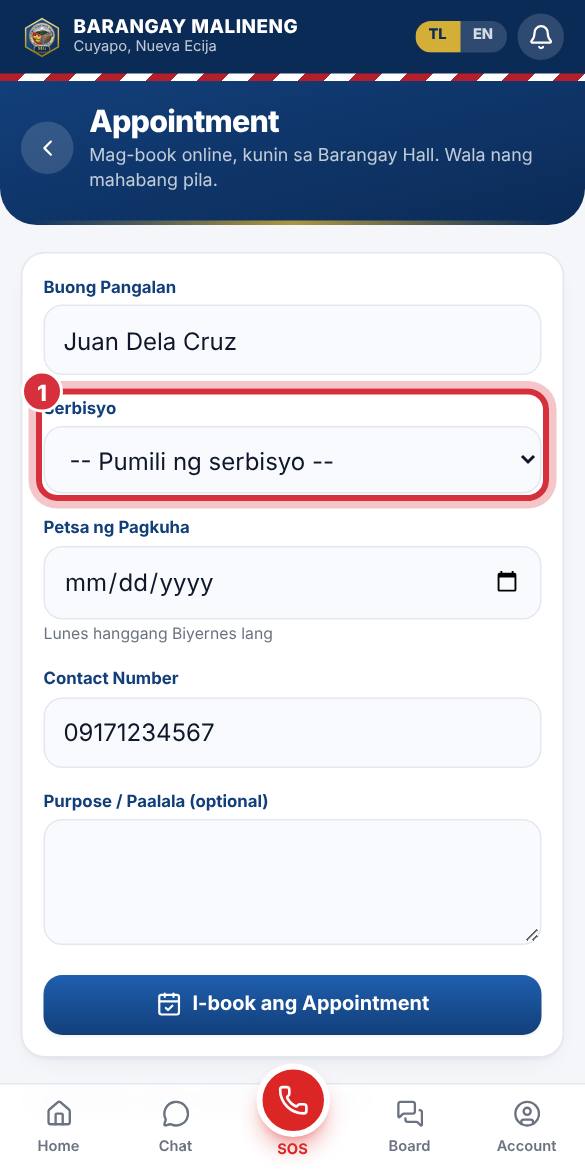 BARANGAY MALINENG
Cuyapo, Nueva Ecija
TL EN
Appointment
Mag-book online, kunin sa Barangay Hall. Wala nang
mahabang pila.
Buong Pangalan
Juan Dela Cruz
1
Serbisyo
-- Pumili ng serbisyo --
Petsa ng Pagkuha
mm/dd/yyyy
Lunes hanggang Biyernes lang
Contact Number
09171234567
Purpose / Paalala (optional)
I-book ang Appointment
Home Chat SOS Board Account